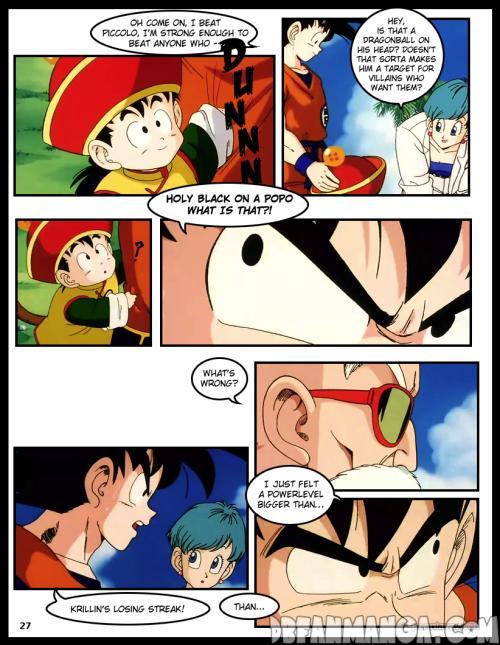 OH COME ON, I BEAT
PICCOLO, I'M STRONG ENOUGH TO
BEAT ANYONE WHO --
DUNNN
HEY,
IS THAT A
DRAGONBALL ON
HIS HEAD? DOESN'T
THAT SORTA MAKES
HIM A TARGET FOR
VILLAINS WHO
WANT THEM?
HOLY BLACK ON A POPO
WHAT IS THAT?!
?
WHAT'S
WRONG?
I JUST FELT
A POWERLEVEL
BIGGER THAN...
THAN...
KRILLIN'S LOSING STREAK!
27
DBFANMANGA.COM